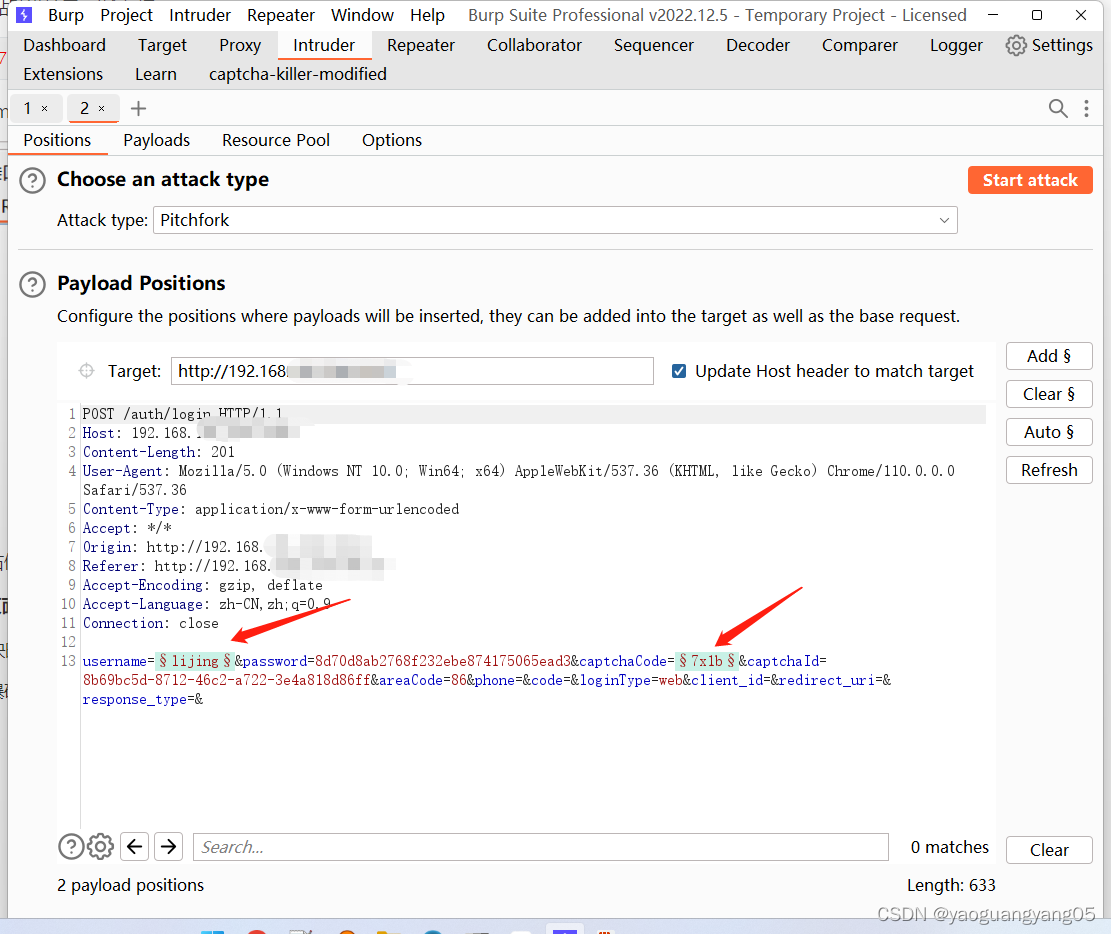 Burp Project Intruder Repeater Window Help Burp Suite Professional v2022.12.5 - Temporary Project - Licensed
Dashboard Target Proxy Intruder Repeater Collaborator Sequencer Decoder Comparer Logger Settings
Extensions Learn captcha-killer-modified
1 × 2 × +
Positions Payloads Resource Pool Options
? Choose an attack type Start attack
Attack type: Pitchfork
? Payload Positions
Configure the positions where payloads will be inserted, they can be added into the target as well as the base request.
Target: http://192.168 Update Host header to match target
Add §
Clear §
Auto §
Refresh
1 POST /auth/login HTTP/1.1
2 Host: 192.168.
3 Content-Length: 201
4 User-Agent: Mozilla/5.0 (Windows NT 10.0; Win64; x64) AppleWebKit/537.36 (KHTML, like Gecko) Chrome/110.0.0.0
Safari/537.36
5 Content-Type: application/x-www-form-urlencoded
6 Accept: */*
7 Origin: http://192.168.
8 Referer: http://192.168.
9 Accept-Encoding: gzip, deflate
10 Accept-Language: zh-CN,zh;q=0.9
11 Connection: close
12
13 username=§lijing§&password=8d70d8ab2768f232ebe874175065ead3&captchaCode=§7x1b§&captchaId=
8b69bc5d-8712-46c2-a722-3e4a818d86ff&areaCode=86&phone=&code=&loginType=web&client_id=&redirect_uri=&
response_type=&
? Search... 0 matches Clear
2 payload positions Length: 633
CSDN @yaoguangyang05